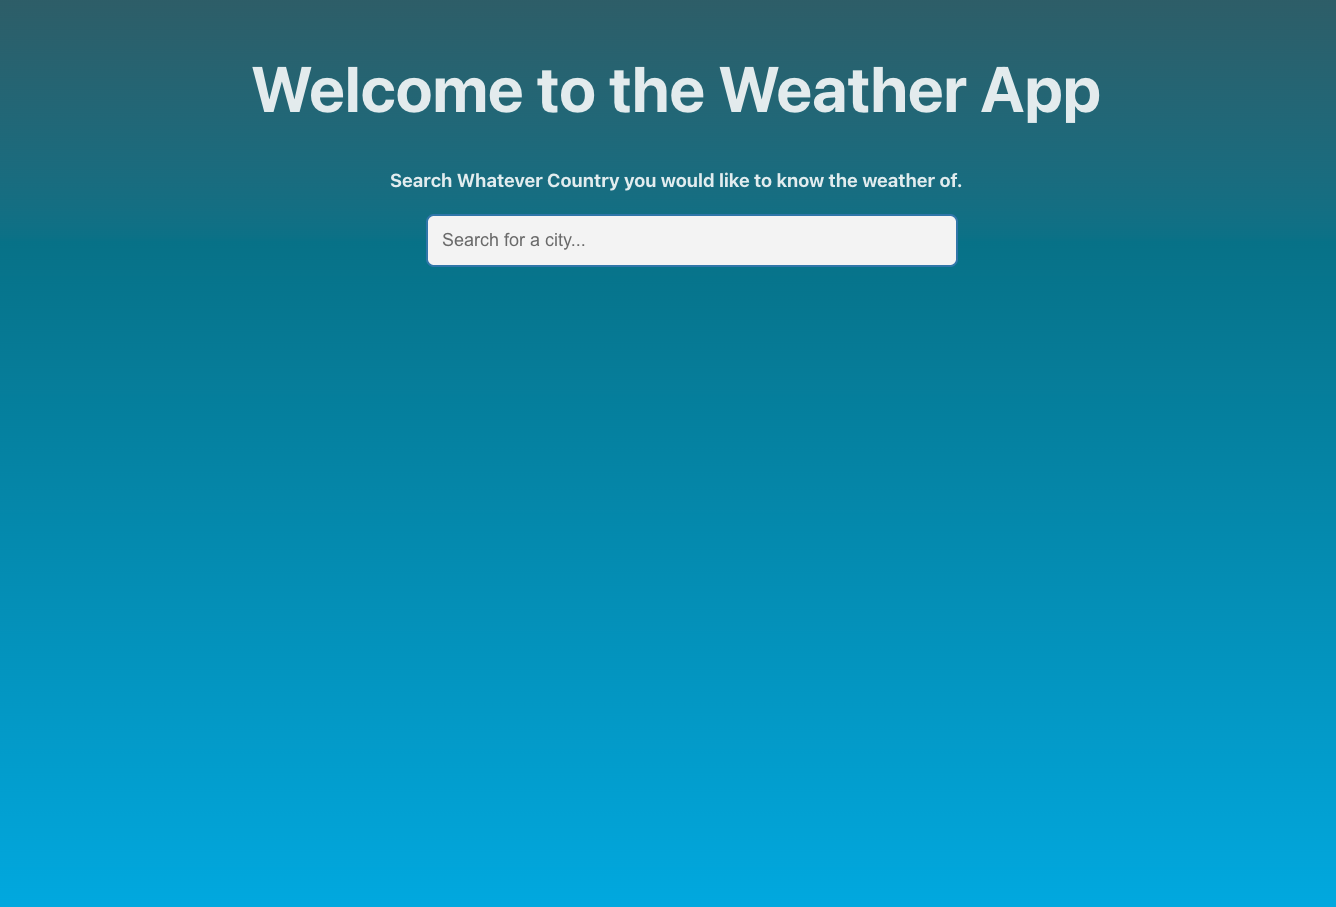 Welcome to the Weather App
Search Whatever Country you would like to know the weather of.
Search for a city...